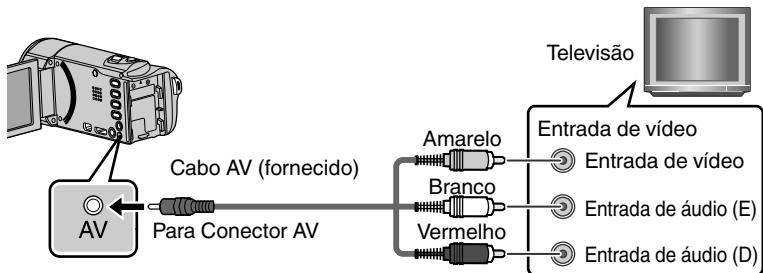 Televisão
Entrada de vídeo
Amarelo
Entrada de vídeo
Cabo AV (fornecido)
Branco
Entrada de áudio (E)
AV
Para Conector AV
Vermelho
Entrada de áudio (D)